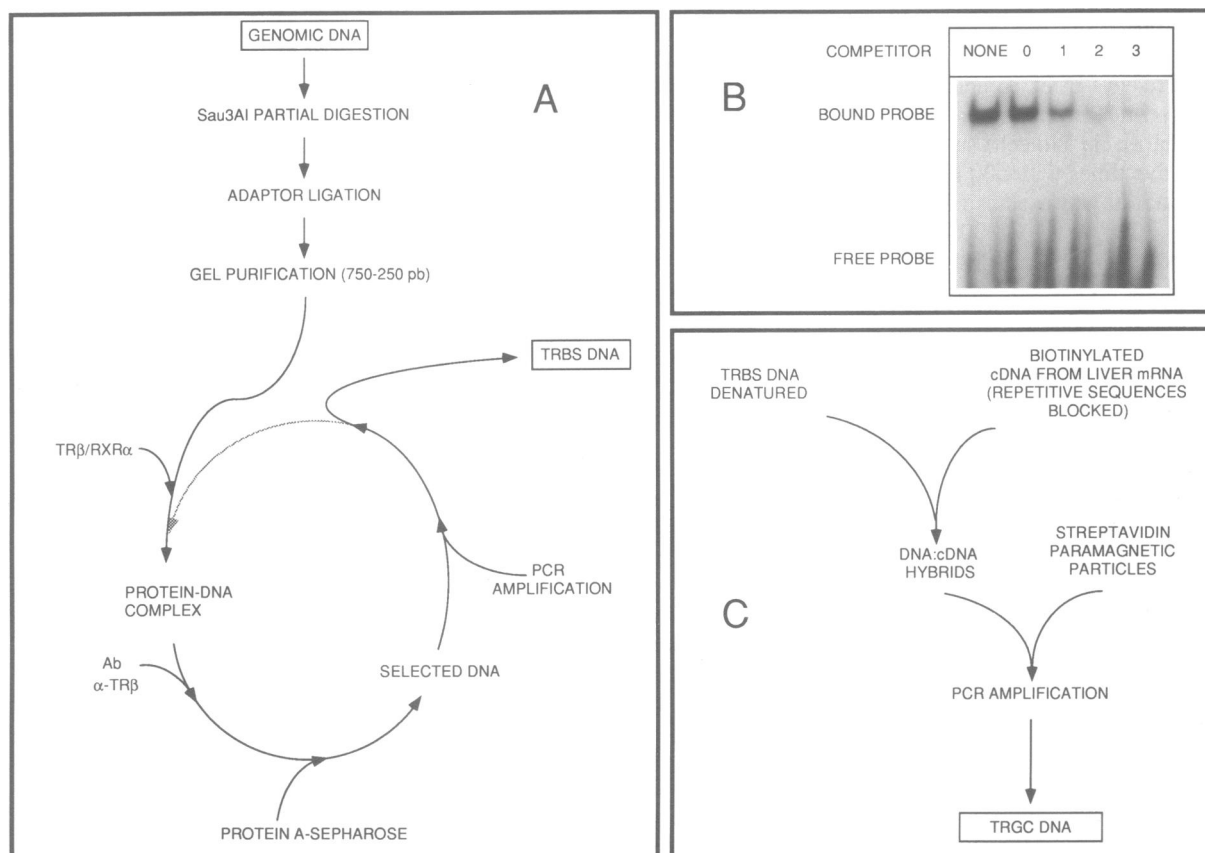 GENOMIC DNA
A
Sau3AI PARTIAL DIGESTION
ADAPTOR LIGATION
GEL PURIFICATION (750-250 pb)
TRBS DNA
TRβ/RXRα
PROTEIN-DNA
COMPLEX
PCR
AMPLIFICATION
Ab
α-TRβ
SELECTED DNA
PROTEIN A-SEPHAROSE
B
COMPETITOR NONE 0 1 2 3
BOUND PROBE
FREE PROBE
TRBS DNA
DENATURED
BIOTINYLATED
cDNA FROM LIVER mRNA
(REPETITIVE SEQUENCES
BLOCKED)
DNA:cDNA
HYBRIDS
STREPTAVIDIN
PARAMAGNETIC
PARTICLES
C
PCR AMPLIFICATION
TRGC DNA